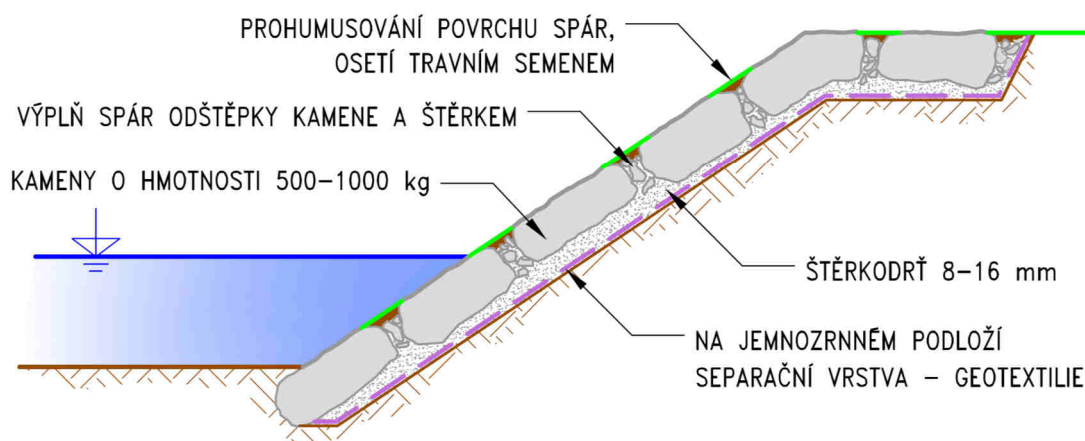 PROHUMUSOVÁNÍ POVRCHU SPÁR,
OSETÍ TRAVNÍM SEMENEM
VÝPLŇ SPÁR ODŠTĚPKY KAMENE A ŠTĚRKEM
KAMENY O HMOTNOSTI 500-1000 kg
ŠTĚRKODRŤ 8-16 mm
NA JEMNOZRNNÉM PODLOŽÍ
SEPARAČNÍ VRSTVA – GEOTEXTILIE